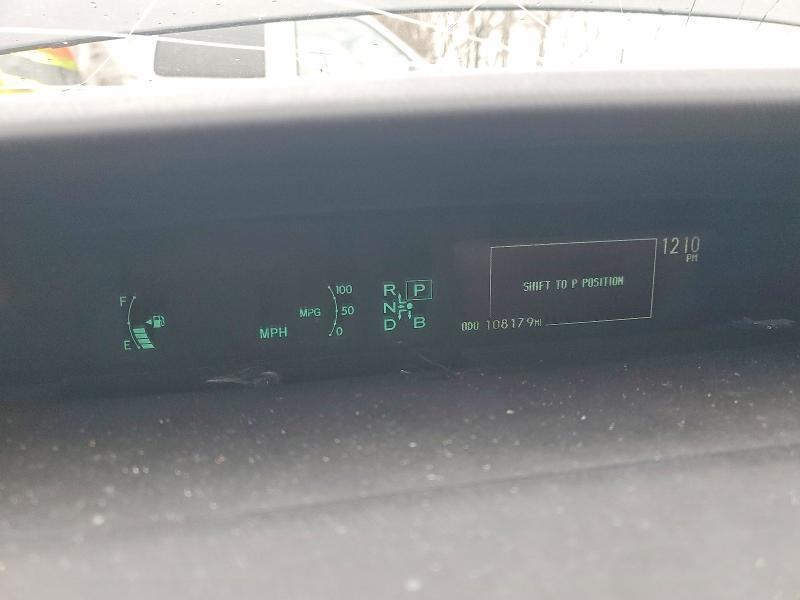 F
E
MPH
MPG
100
50
0
R P
N
D B
1210
PM
SHIFT TO P POSITION
ODO 108179MI